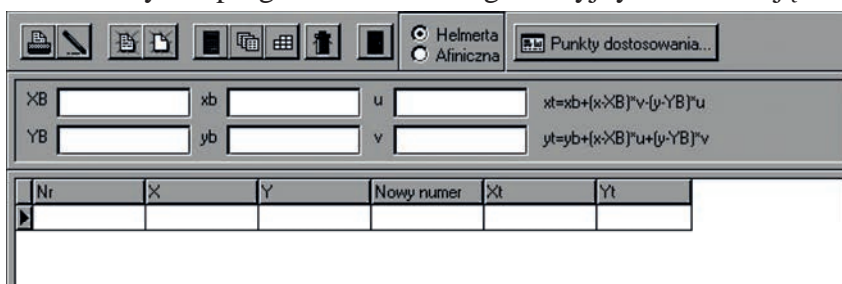 Helmerta
Afiniczna
Punkty dostosowania...
XB xb u xt=xb+(x-XB)*v-(y-YB)*u
YB yb v yt=yb+(x-XB)*u+(y-YB)*v
Nr X Y Nowy numer Xt Yt